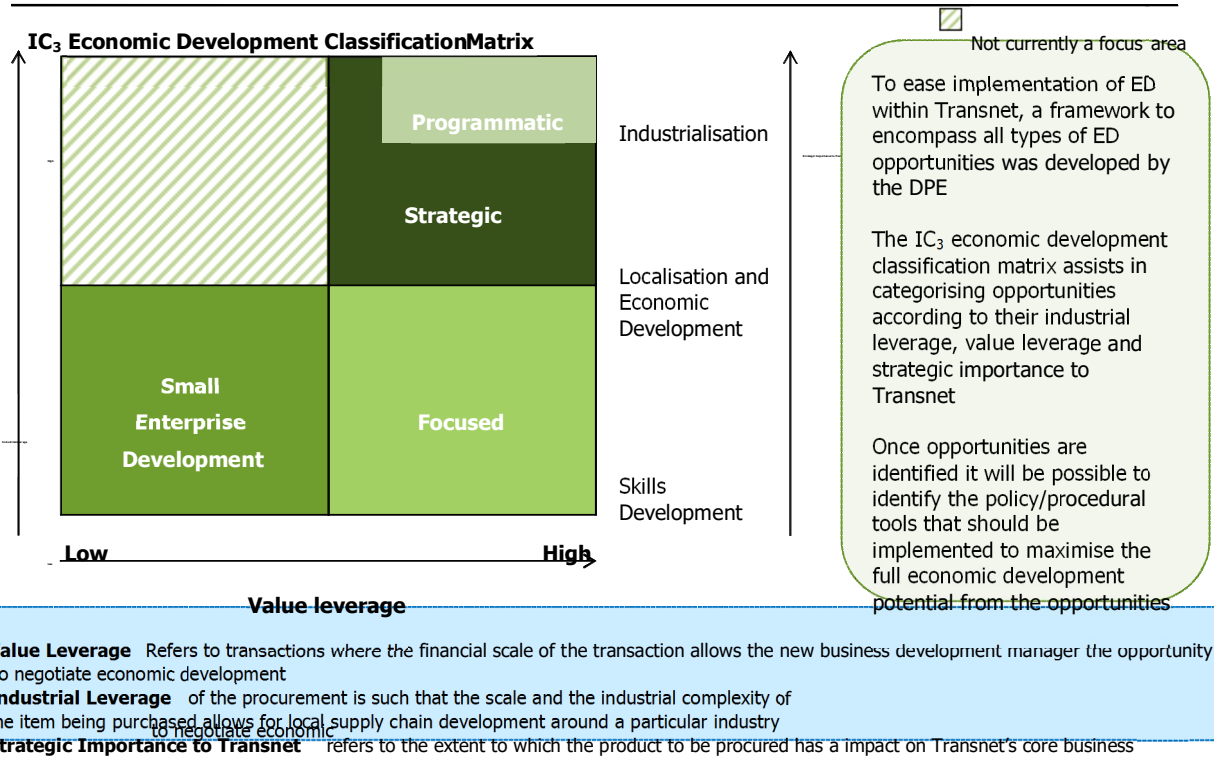 IC3 Economic Development ClassificationMatrix
Not currently a focus area
Programmatic
Strategic
Small
Enterprise
Development
Focused
Industrialisation
Localisation and
Economic
Development
Skills
Development
Low
High
Value leverage
To ease implementation of ED
within Transnet, a framework to
encompass all types of ED
opportunities was developed by
the DPE
The IC3 economic development
classification matrix assists in
categorising opportunities
according to their industrial
leverage, value leverage and
strategic importance to
Transnet
Once opportunities are
identified it will be possible to
identify the policy/procedural
tools that should be
implemented to maximise the
full economic development
potential from the opportunities
alue Leverage Refers to transactions where the financial scale of the transaction allows the new business development manager the opportunity
o negotiate economic development
ndustrial Leverage of the procurement is such that the scale and the industrial complexity of
he item being purchased allows for local supply chain development around a particular industry
to negotiate economic
trategic Importance to Transnet refers to the extent to which the product to be procured has a impact on Transnet's core business